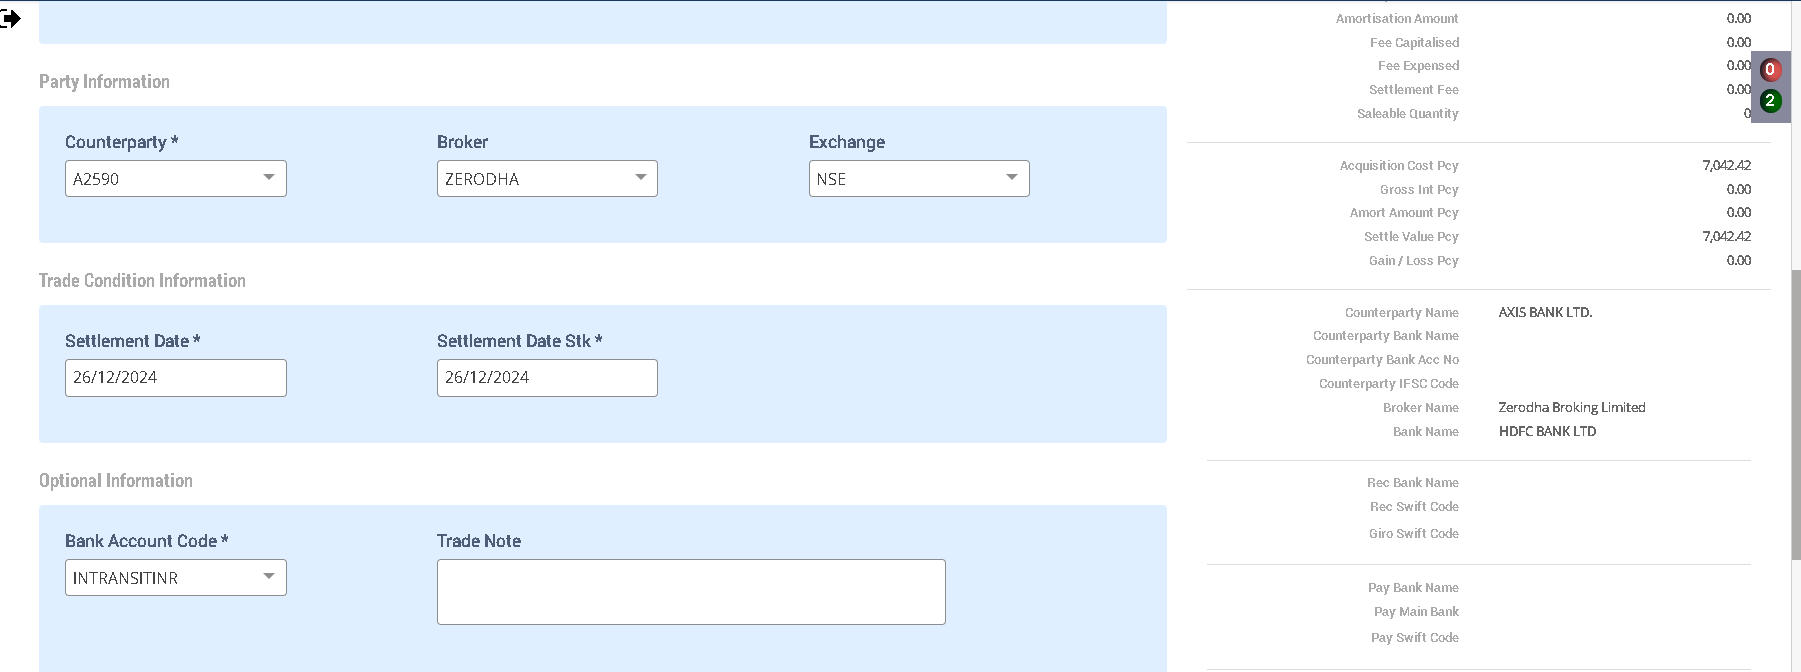 Party Information
Counterparty * Broker Exchange
A2590 ZERODHA NSE
Trade Condition Information
Settlement Date * Settlement Date Stk *
26/12/2024 26/12/2024
Optional Information
Bank Account Code * Trade Note
INTRANSITINR
Amortisation Amount 0.00
Fee Capitalised 0.00
Fee Expensed 0.00
Settlement Fee 0.00
Saleable Quantity 0
0
2
Acquisition Cost Pcy 7,042.42
Gross Int Pcy 0.00
Amort Amount Pcy 0.00
Settle Value Pcy 7,042.42
Gain / Loss Pcy 0.00
Counterparty Name AXIS BANK LTD.
Counterparty Bank Name
Counterparty Bank Acc No
Counterparty IFSC Code
Broker Name Zerodha Broking Limited
Bank Name HDFC BANK LTD
Rec Bank Name
Rec Swift Code
Giro Swift Code
Pay Bank Name
Pay Main Bank
Pay Swift Code